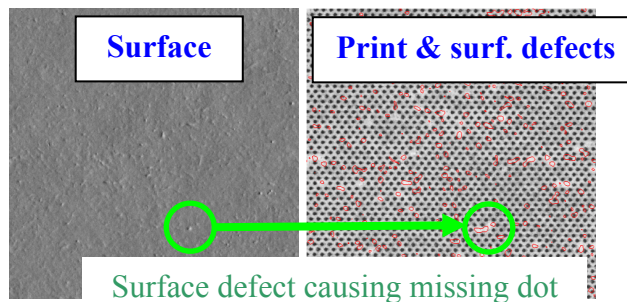 Surface
Print & surf. defects
Surface defect causing missing dot